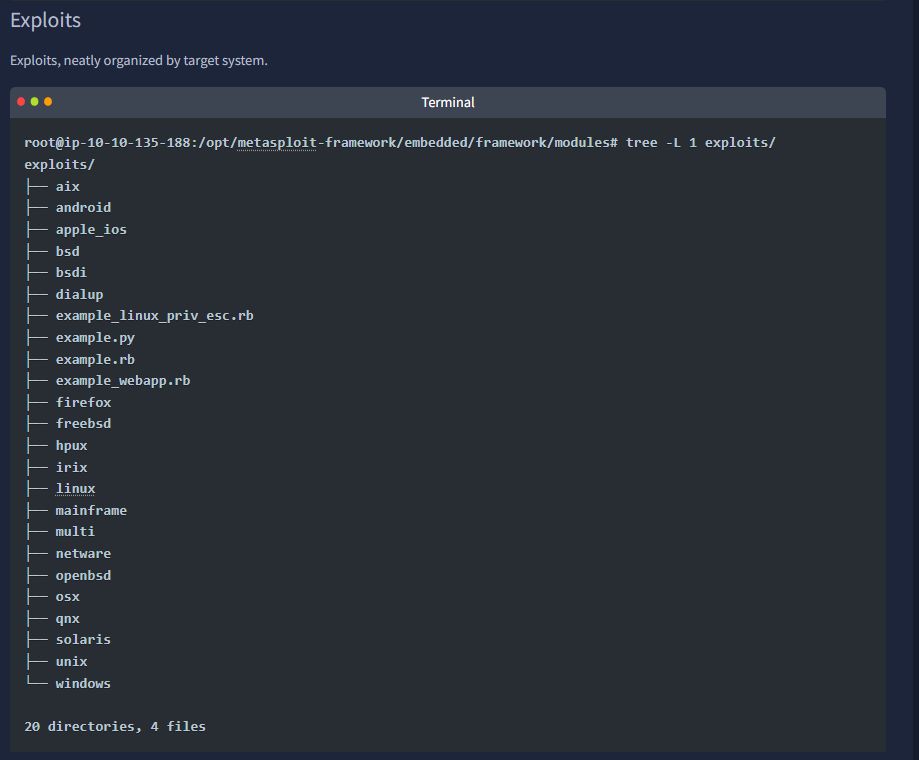 Exploits
Exploits, neatly organized by target system.
Terminal
root@ip-10-10-135-188:/opt/metasploit-framework/embedded/framework/modules# tree -L 1 exploits/
exploits/
├── aix
├── android
├── apple_ios
├── bsd
├── bsdi
├── dialup
├── example_linux_priv_esc.rb
├── example.py
├── example.rb
├── example_webapp.rb
├── firefox
├── freebsd
├── hpux
├── irix
├── linux
├── mainframe
├── multi
├── netware
├── openbsd
├── osx
├── qnx
├── solaris
├── unix
└── windows
20 directories, 4 files